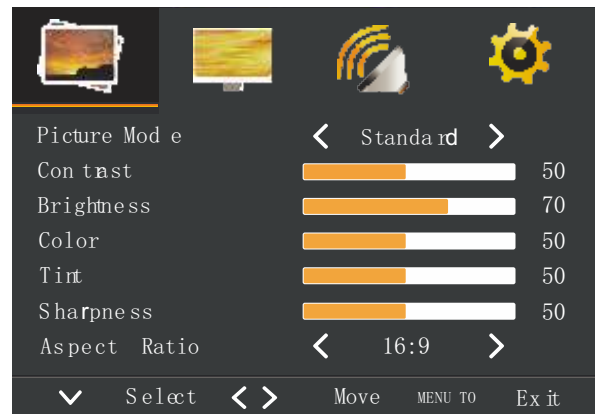 Picture Mode Standard
Contrast 50
Brightness 70
Color 50
Tint 50
Sharpness 50
Aspect Ratio 16:9
Select Move MENU TO Exit